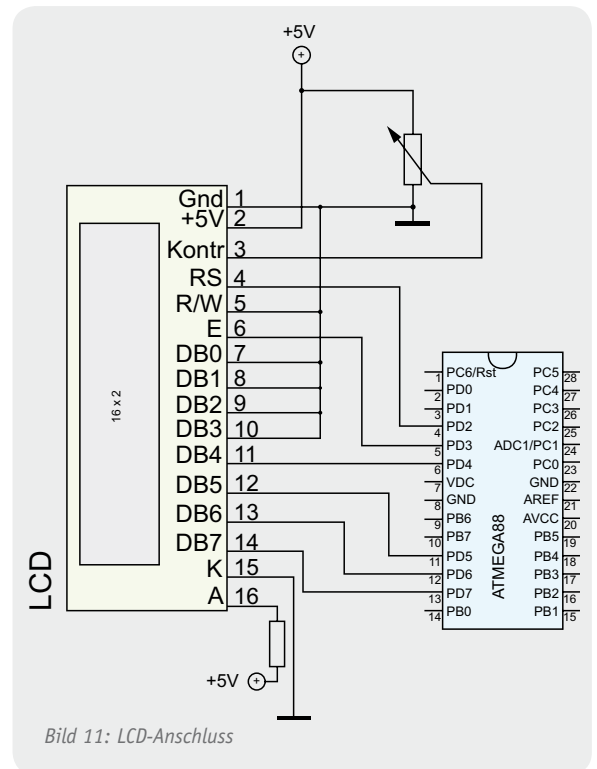 +5V
Gnd 1
+5V 2
Kontr 3
RS 4
R/W 5
E 6
DB0 7
DB1 8
DB2 9
DB3 10
DB4 11
DB5 12
DB6 13
DB7 14
K 15
A 16
16 x 2
LCD
+5V
PC6/Rst 1
PD0 2
PD1 3
PD2 4
PD3 5
PD4 6
VDC 7
GND 8
PB6 9
PB7 10
PD5 11
PD6 12
PD7 13
PB0 14
ATMEGA88
PC5 28
PC4 27
PC3 26
PC2 25
ADC1/PC1 24
PC0 23
GND 22
AREF 21
AVCC 20
PB5 19
PB4 18
PB3 17
PB2 16
PB1 15
Bild 11: LCD-Anschluss